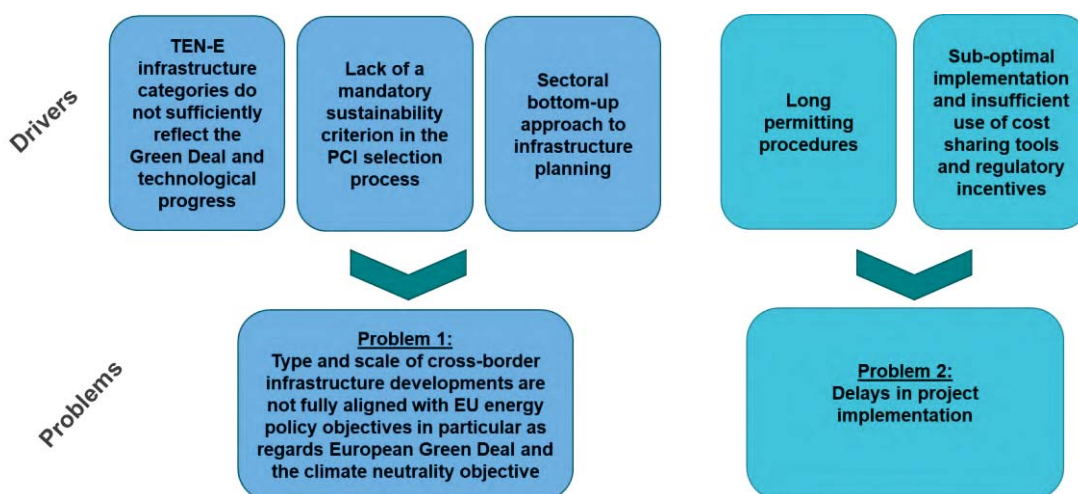 Drivers
TEN-E
infrastructure
categories do
not sufficiently
reflect the
Green Deal and
technological
progress
Lack of a
mandatory
sustainability
criterion in the
PCI selection
process
Sectoral
bottom-up
approach to
infrastructure
planning
Long
permitting
procedures
Sub-optimal
implementation
and insufficient
use of cost
sharing tools
and regulatory
incentives
Problems
Problem 1:
Type and scale of cross-border
infrastructure developments are
not fully aligned with EU energy
policy objectives in particular as
regards European Green Deal and
the climate neutrality objective
Problem 2:
Delays in project
implementation